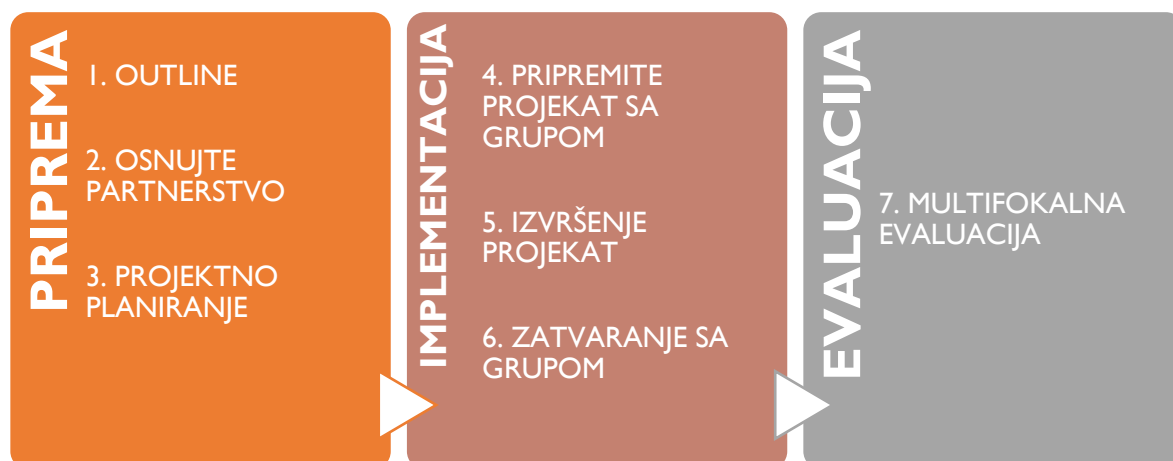 PRIPREMA
1. OUTLINE
2. OSNUJTE
PARTNERSTVO
3. PROJEKTNO
PLANIRANJE
IMPLEMENTACIJA
4. PRIPREMITE
PROJEKAT SA
GRUPOM
5. IZVRŠENJE
PROJEKAT
6. ZATVARANJE SA
GRUPOM
EVALUACIJA
7. MULTIFOKALNA
EVALUACIJA